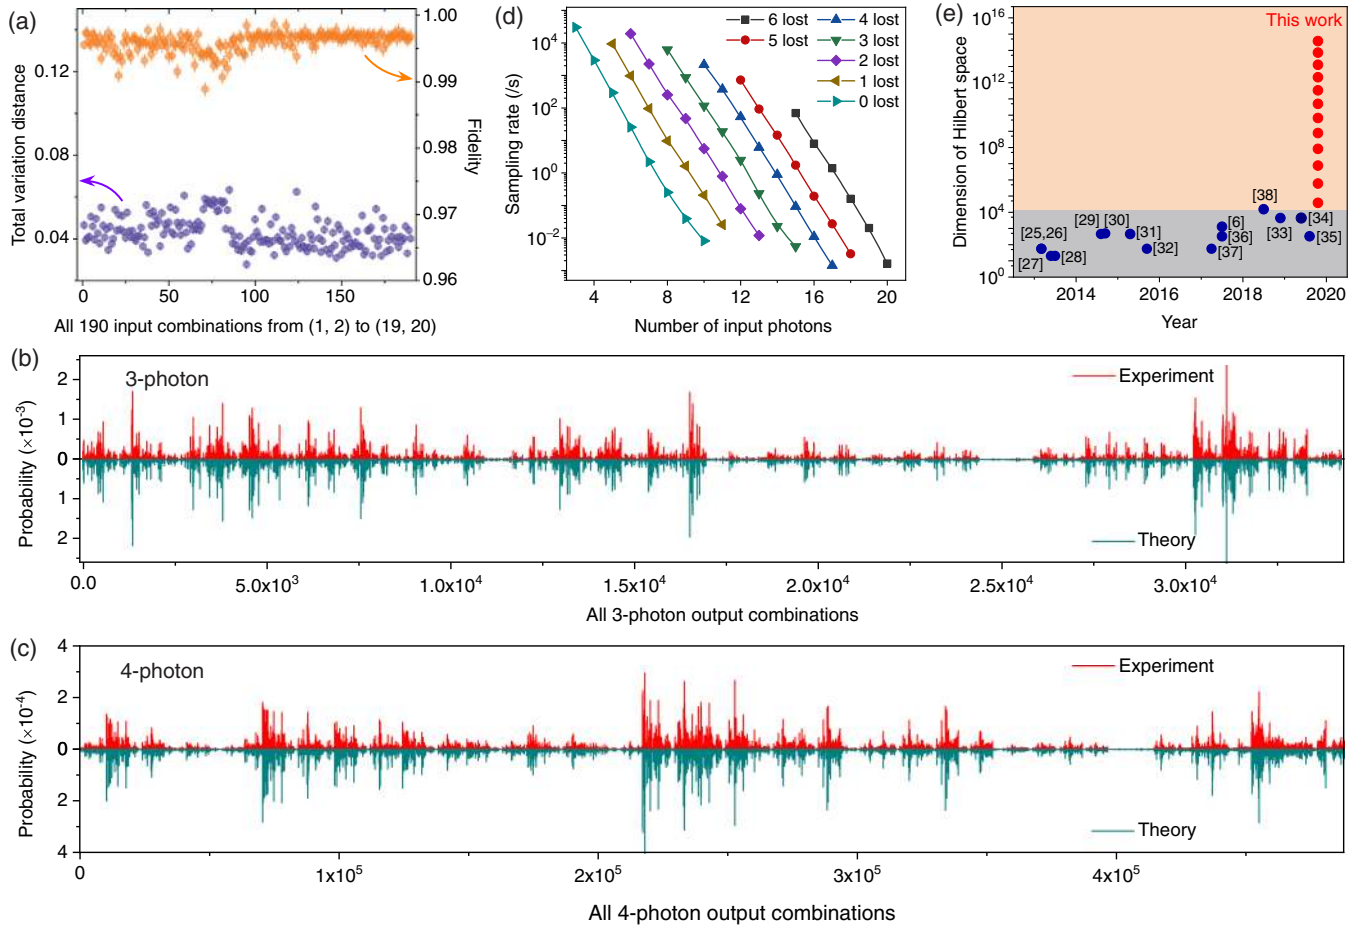 (a)
Total variation distance
0.12
0.08
0.04
1.00
0.99
0.98
0.97
0.96
Fidelity
0 50 100 150
All 190 input combinations from (1, 2) to (19, 20)
(d)
Sampling rate (/s)
10⁴
10²
10⁰
10⁻²
6 lost
5 lost
4 lost
3 lost
2 lost
1 lost
0 lost
4 8 12 16 20
Number of input photons
(e)
Dimension of Hilbert space
10¹⁶
10¹²
10⁸
10⁴
10⁰
This work
[25,26]
[27]
[28]
[29]
[30]
[31]
[32]
[38]
[6]
[36]
[37]
[33]
[34]
[35]
2014 2016 2018 2020
Year
(b)
3-photon
Probability (×10⁻³)
2
1
0
1
2
Experiment
Theory
0.0 5.0x10³ 1.0x10⁴ 1.5x10⁴ 2.0x10⁴ 2.5x10⁴ 3.0x10⁴
All 3-photon output combinations
(c)
4-photon
Probability (×10⁻⁴)
4
2
0
2
4
Experiment
Theory
0 1x10⁵ 2x10⁵ 3x10⁵ 4x10⁵
All 4-photon output combinations